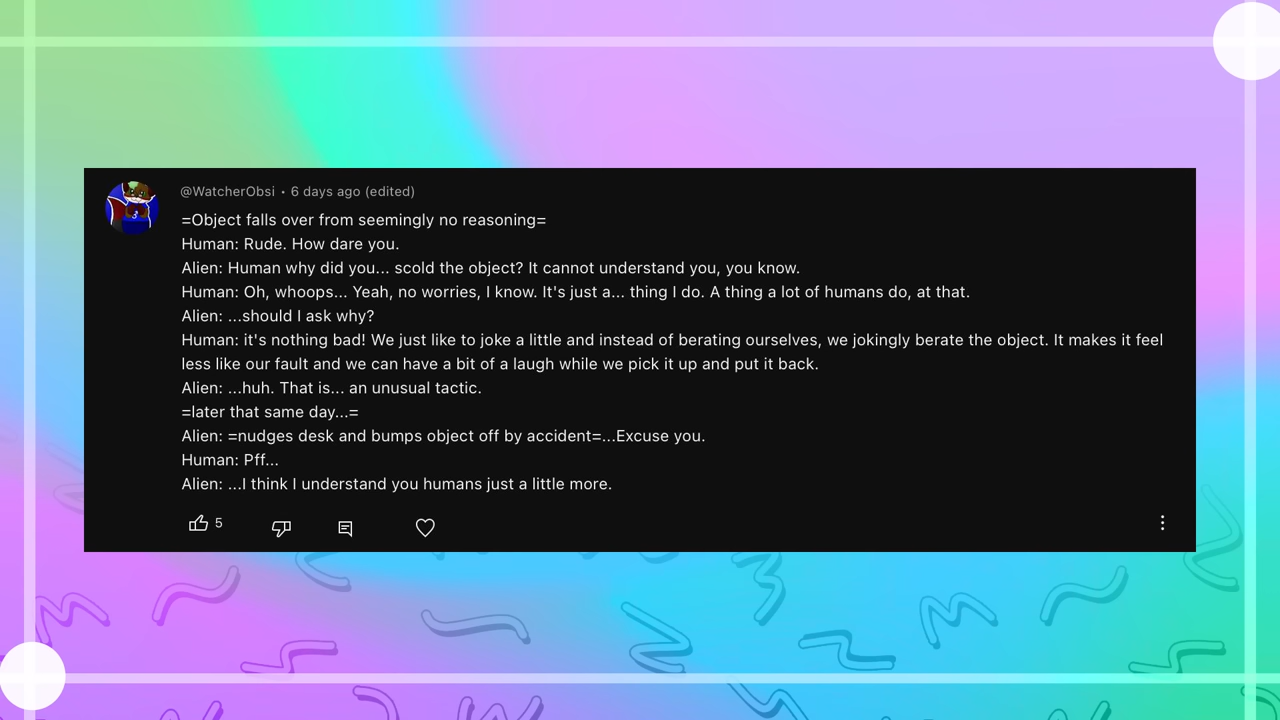 @WatcherObsi • 6 days ago (edited)
=Object falls over from seemingly no reasoning=
Human: Rude. How dare you.
Alien: Human why did you... scold the object? It cannot understand you, you know.
Human: Oh, whoops... Yeah, no worries, I know. It's just a... thing I do. A thing a lot of humans do, at that.
Alien: ...should I ask why?
Human: it's nothing bad! We just like to joke a little and instead of berating ourselves, we jokingly berate the object. It makes it feel
less like our fault and we can have a bit of a laugh while we pick it up and put it back.
Alien: ...huh. That is... an unusual tactic.
=later that same day...=
Alien: =nudges desk and bumps object off by accident=...Excuse you.
Human: Pff...
Alien: ...I think I understand you humans just a little more.
5